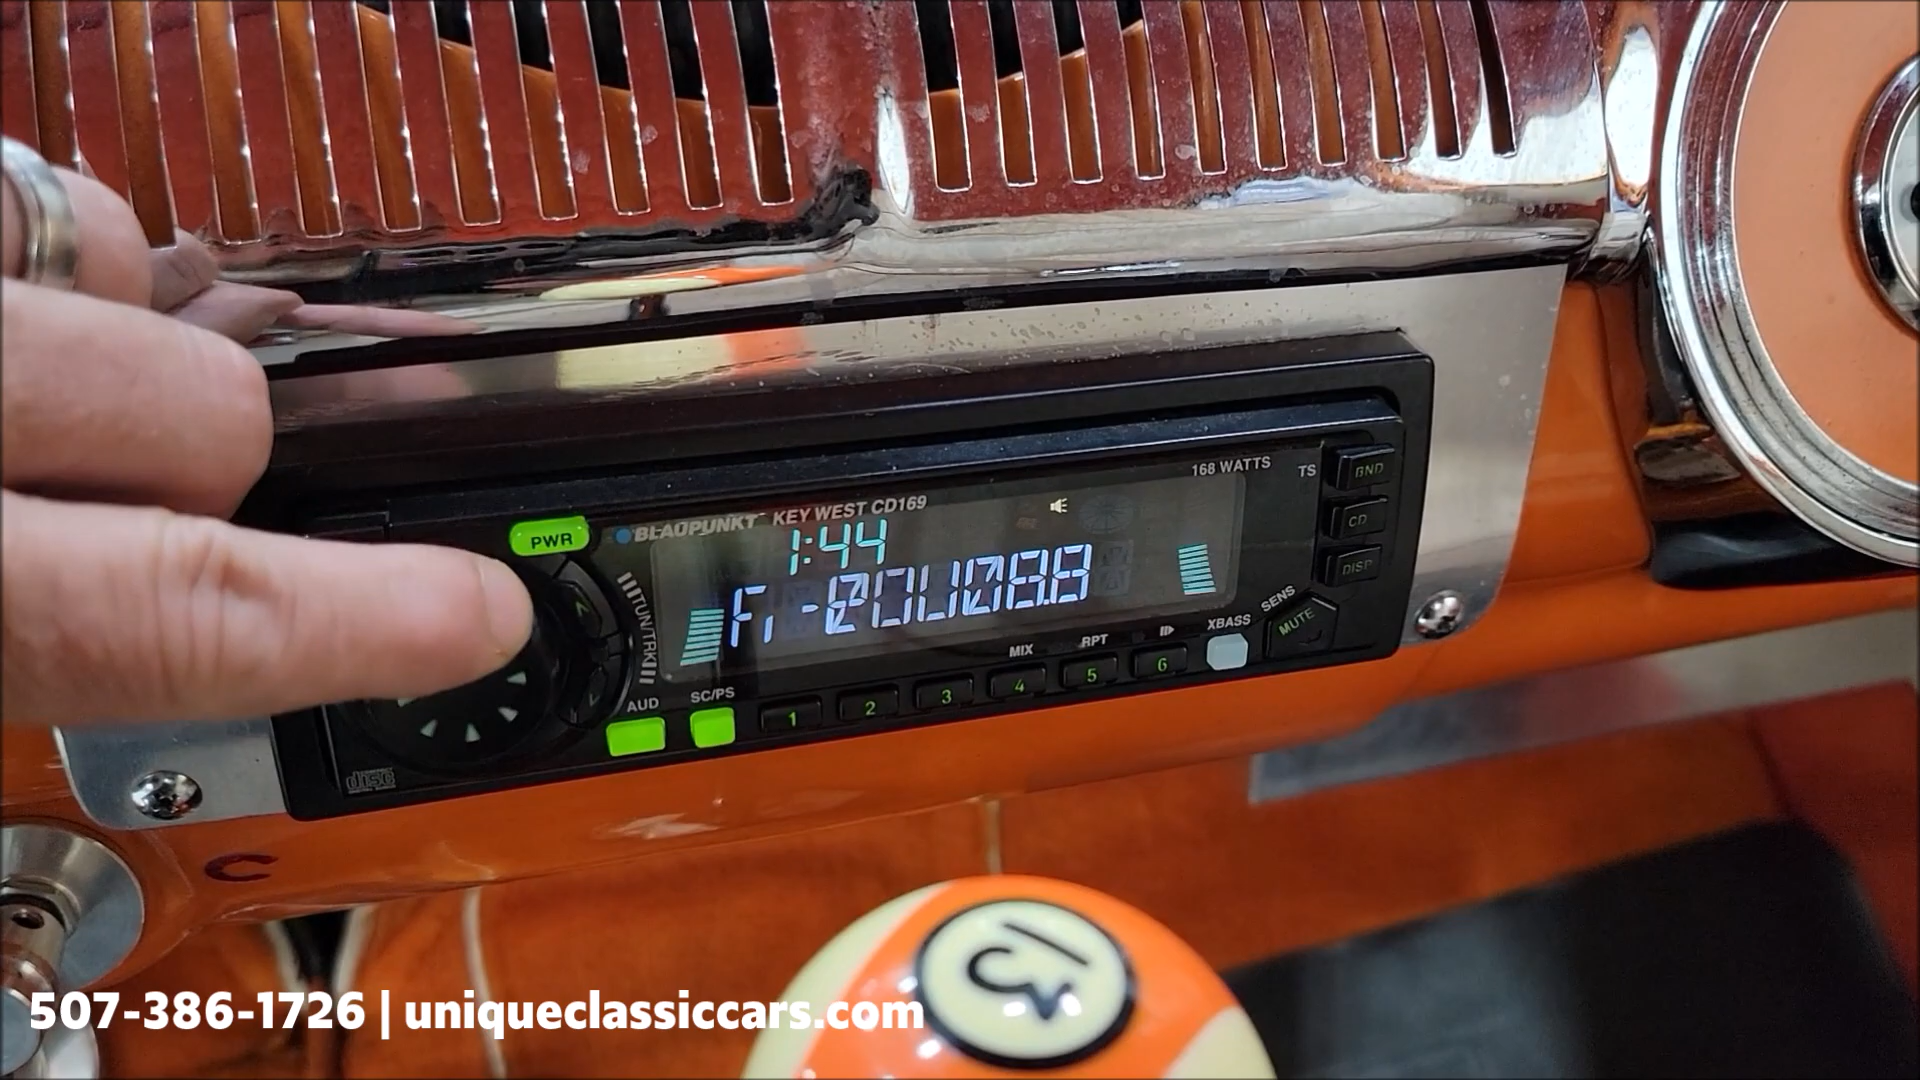 168 WATTS
TS
BND
BLAUPUNKT KEY WEST CD169
CD
PWR
1:44
DISP
TUN/TRK
SENS
MUTE
XBASS
MIX
RPT
AUD
SC/PS
1
2
3
4
5
6
disc
C
13
507-386-1726 | uniqueclassiccars.com